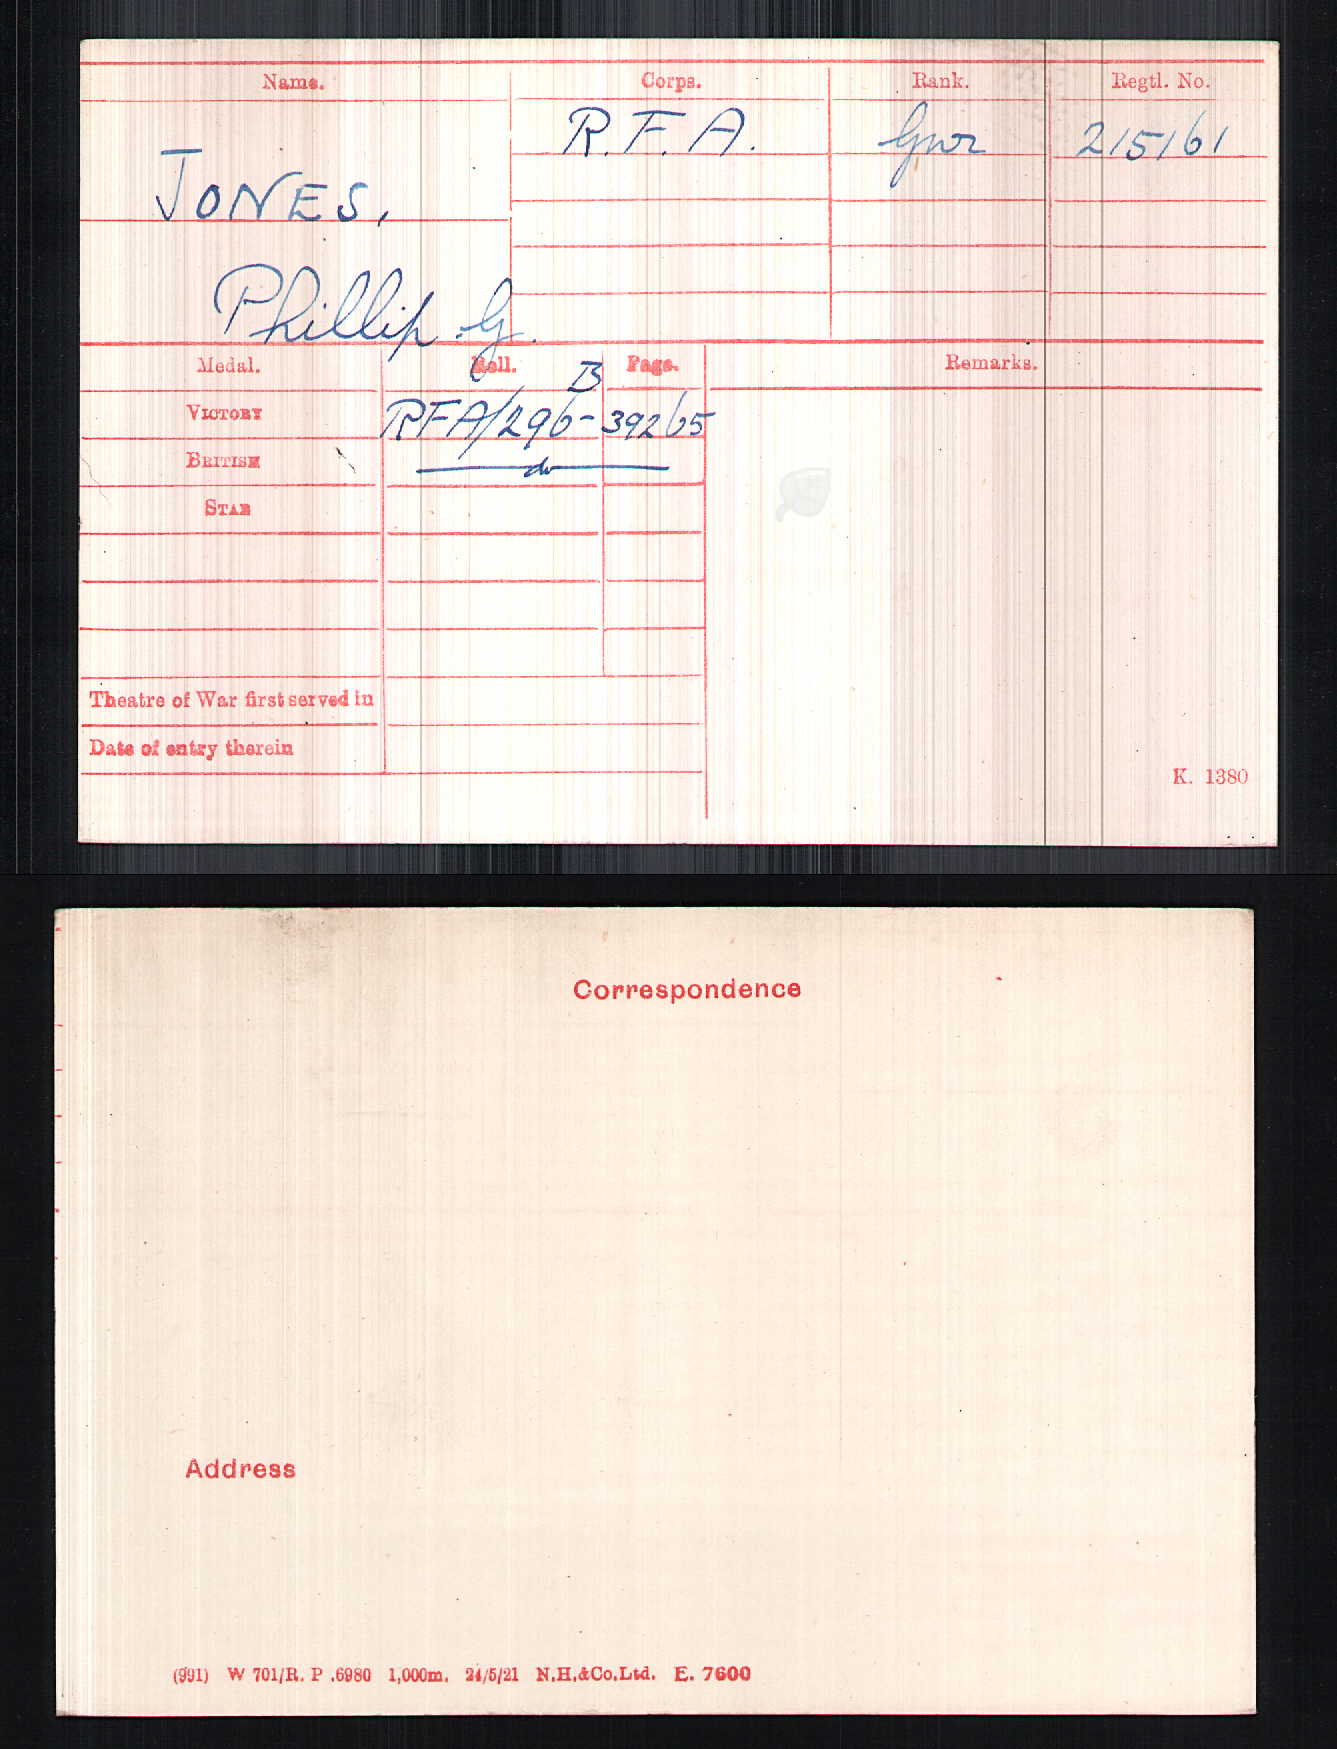 Name. Corps. Rank. Regtl. No.
R.F.A. Gnr 215161
JONES,
Phillip. G.
Medal. Roll. Page. Remarks.
B
VICTORY RFA/296- 39265
BRITISH do
STAR
Theatre of War first served in
Date of entry therein
K. 1380
Correspondence
Address
(991) W 701/R. P .6980 1,000m. 24/5/21 N.H.&Co.Ltd. E. 7600